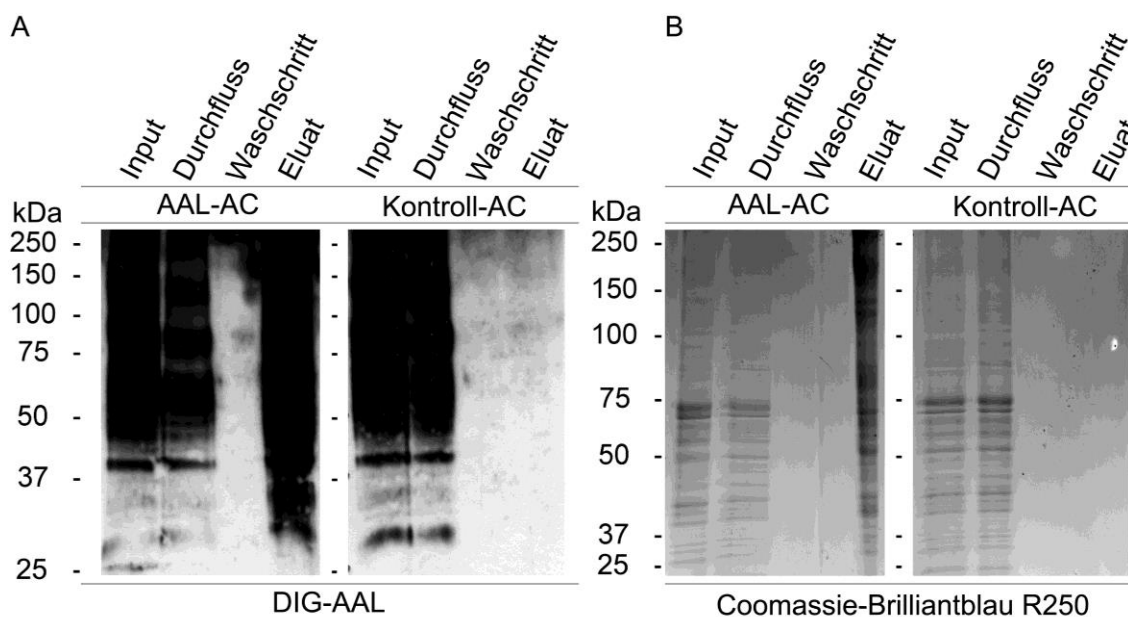 A
Input
Durchfluss
Waschschritt
Eluat
Input
Durchfluss
Waschschritt
Eluat
kDa
AAL-AC
Kontroll-AC
250 - -
150 - -
100 - -
75 - -
50 - -
37 - -
25 - -
DIG-AAL
B
Input
Durchfluss
Waschschritt
Eluat
Input
Durchfluss
Waschschritt
Eluat
kDa
AAL-AC
Kontroll-AC
250 - -
150 - -
100 - -
75 - -
50 - -
37 - -
25 - -
Coomassie-Brilliantblau R250